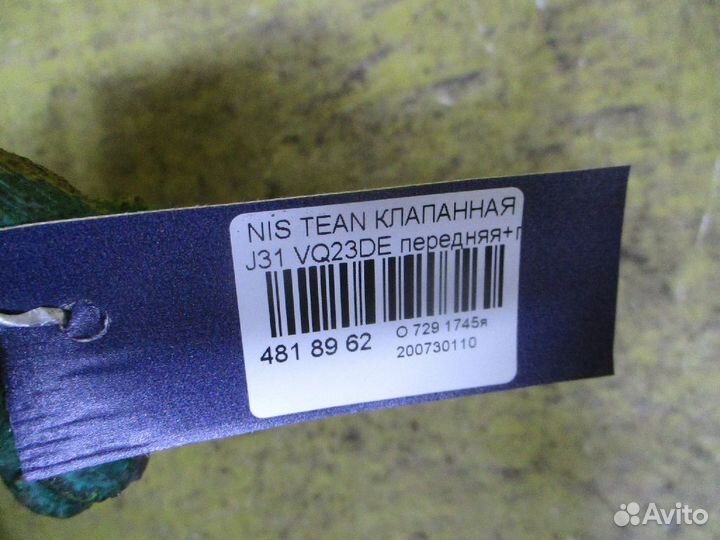 NIS TEAN КЛАПАННАЯ
J31 VQ23DE передняя+г
481 89 62
О 729 1745я
200730110
Avito